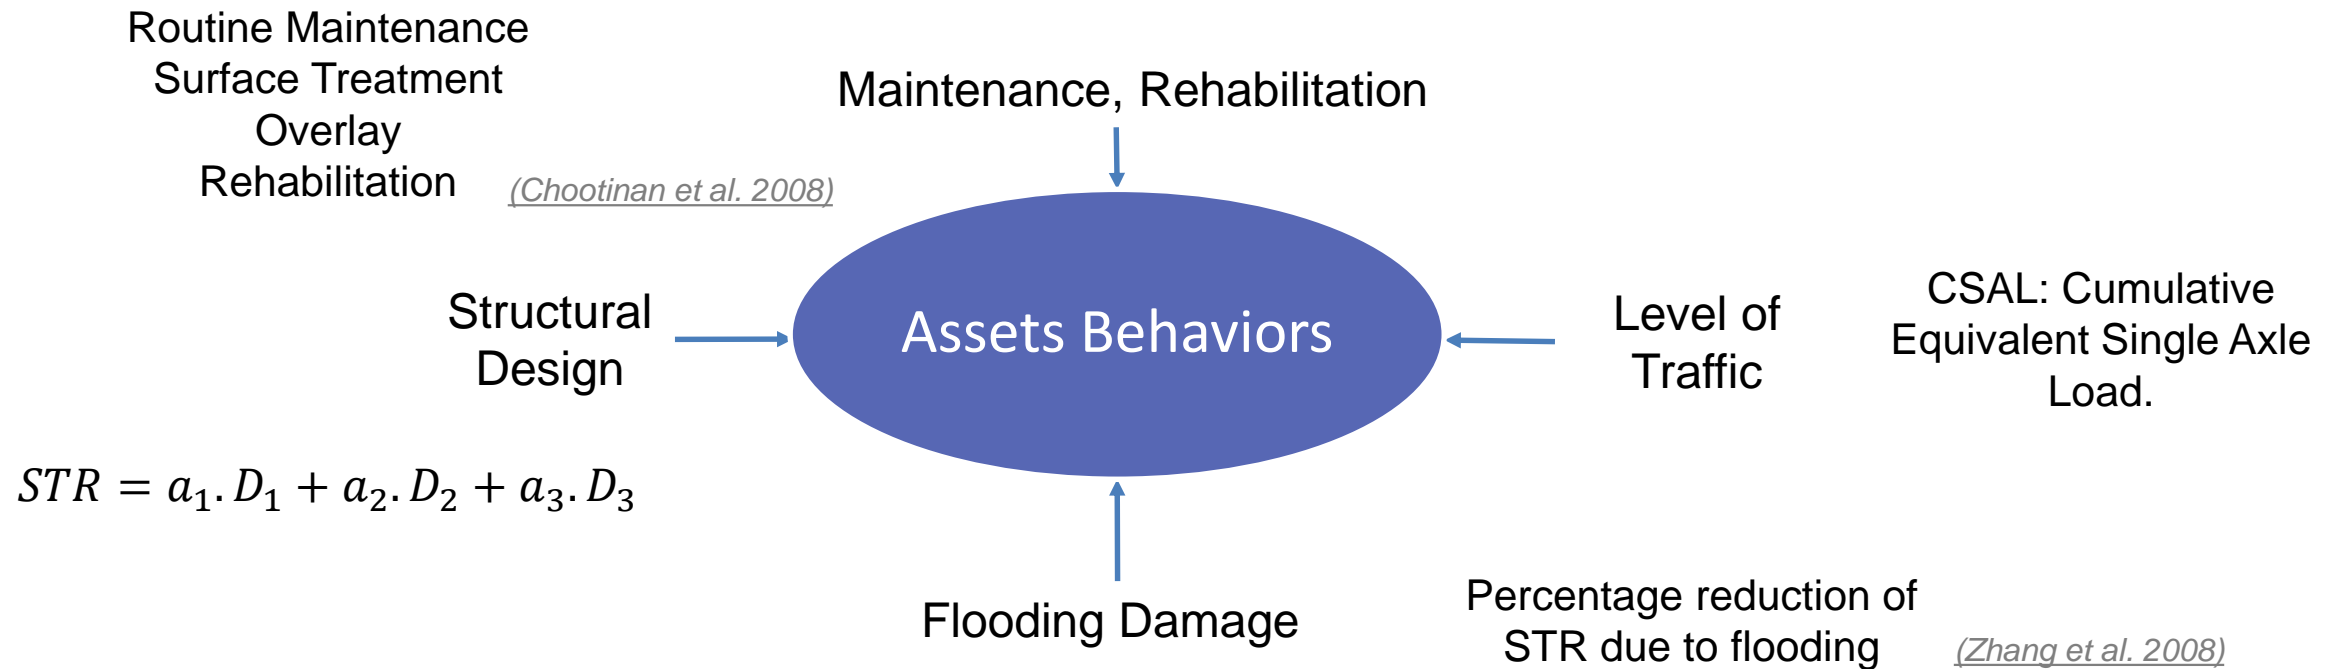 Routine Maintenance
Surface Treatment
Overlay
Rehabilitation
(Chootinan et al. 2008)
Maintenance, Rehabilitation
Structural
Design
Assets Behaviors
Level of
Traffic
CSAL: Cumulative
Equivalent Single Axle
Load.
STR = a₁. D₁ + a₂. D₂ + a₃. D₃
Flooding Damage
Percentage reduction of
STR due to flooding
(Zhang et al. 2008)